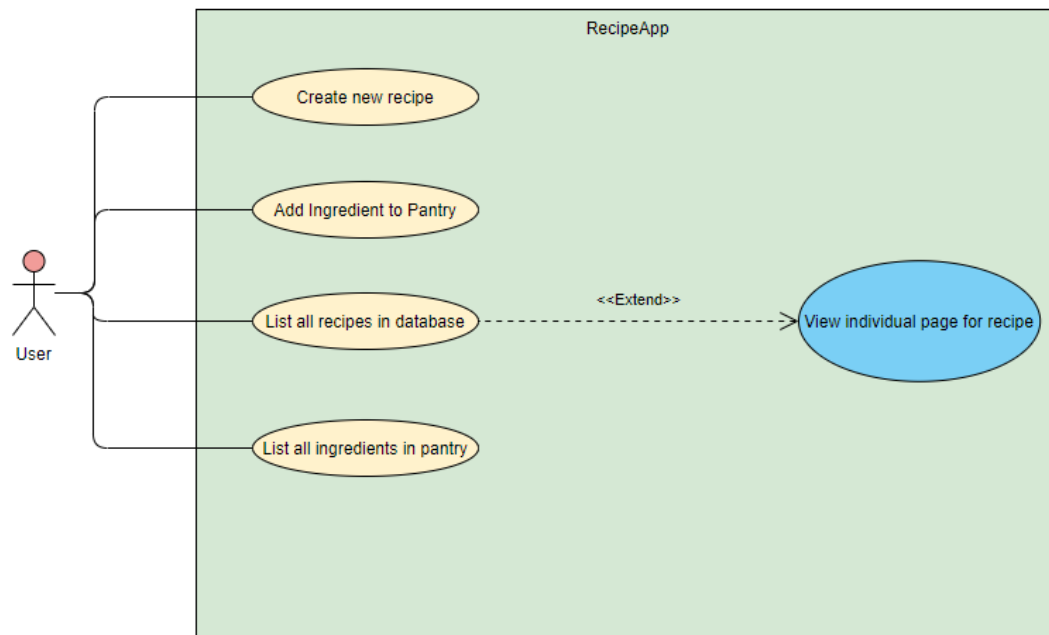 RecipeApp
Create new recipe
Add Ingredient to Pantry
<<Extend>>
List all recipes in database
View individual page for recipe
User
List all ingredients in pantry